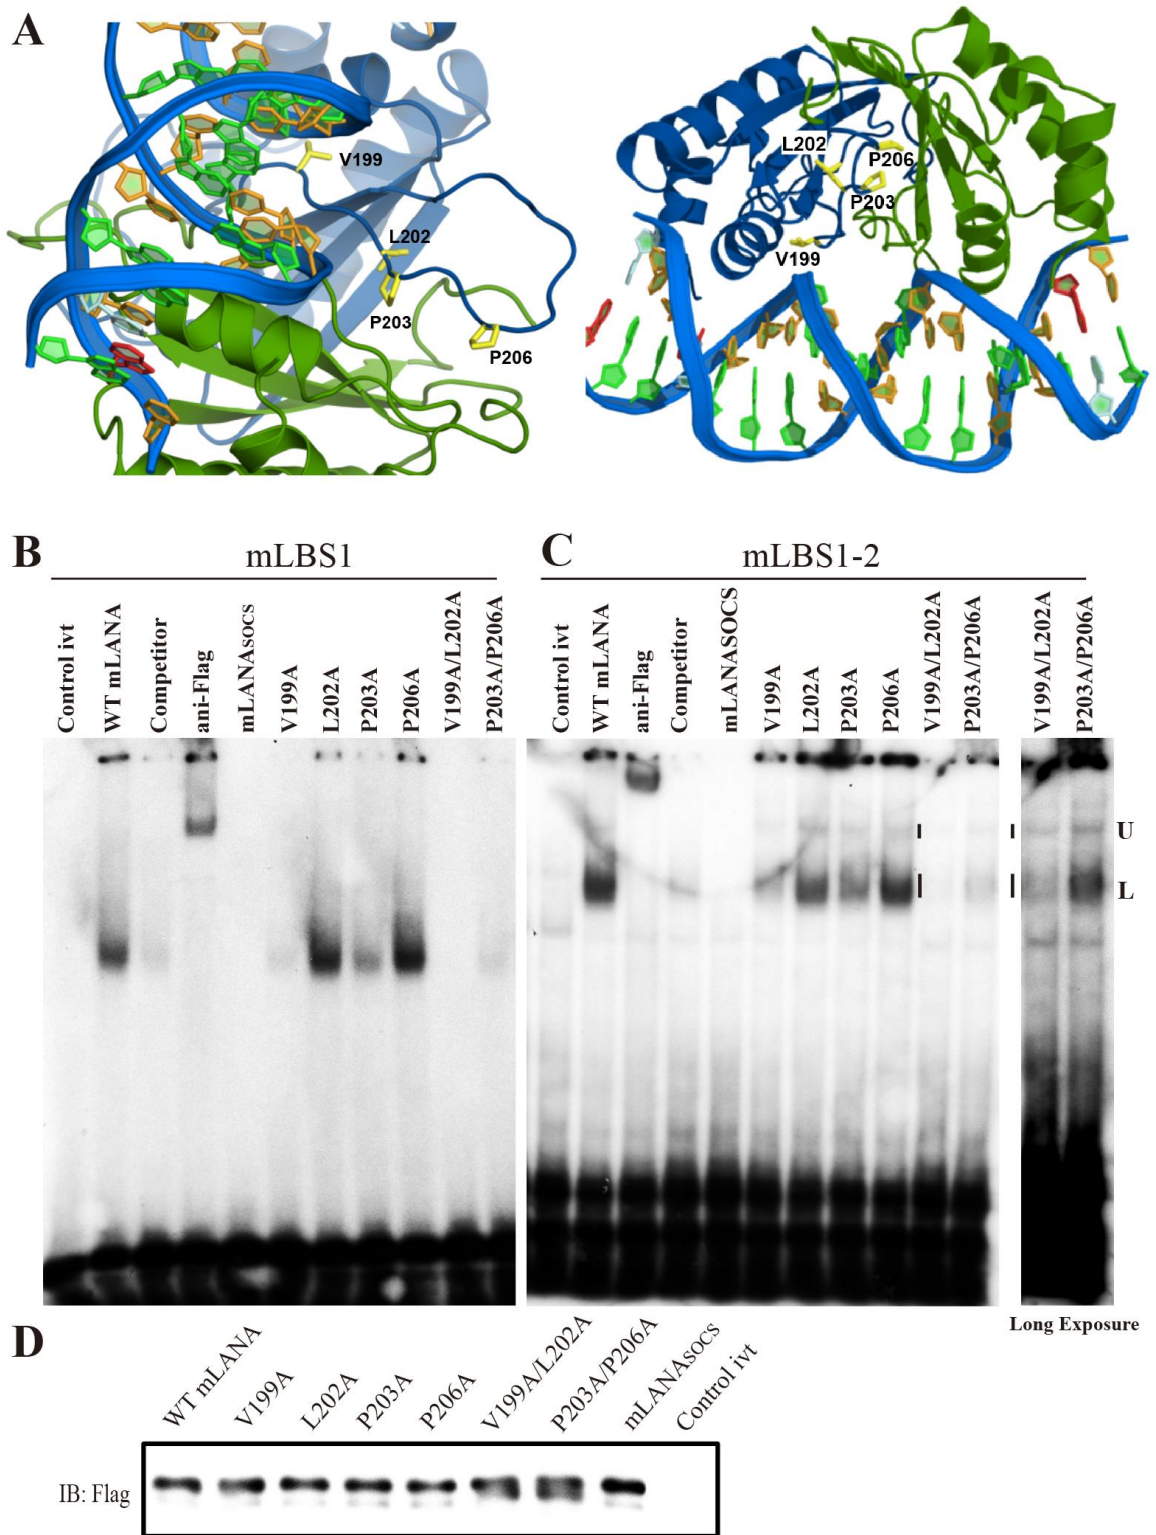 A
V199
L202
P203
P206
L202
P206
P203
V199
B
mLBS1
Control ivt
WT mLANA
Competitor
ani-Flag
mLANASOCS
V199A
L202A
P203A
P206A
V199A/L202A
P203A/P206A
C
mLBS1-2
Control ivt
WT mLANA
ani-Flag
Competitor
mLANASOCS
V199A
L202A
P203A
P206A
V199A/L202A
P203A/P206A
V199A/L202A
P203A/P206A
U
L
Long Exposure
D
WT mLANA
V199A
L202A
P203A
P206A
V199A/L202A
P203A/P206A
mLANASOCS
Control ivt
IB: Flag